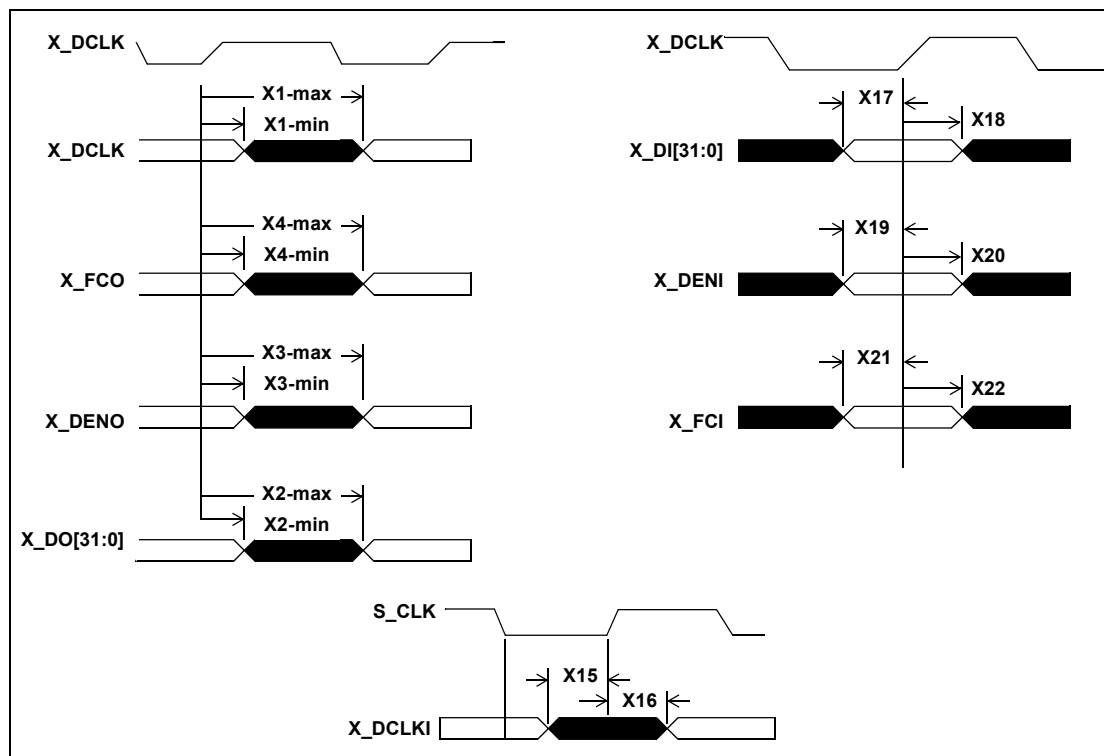 X_DCLK
X1-max
X1-min
X_DCLK
X4-max
X4-min
X_FCO
X3-max
X3-min
X_DENO
X2-max
X2-min
X_DO[31:0]
X_DCLK
X17
X18
X_DI[31:0]
X19
X20
X_DENI
X21
X22
X_FCI
S_CLK
X15
X16
X_DCLKI